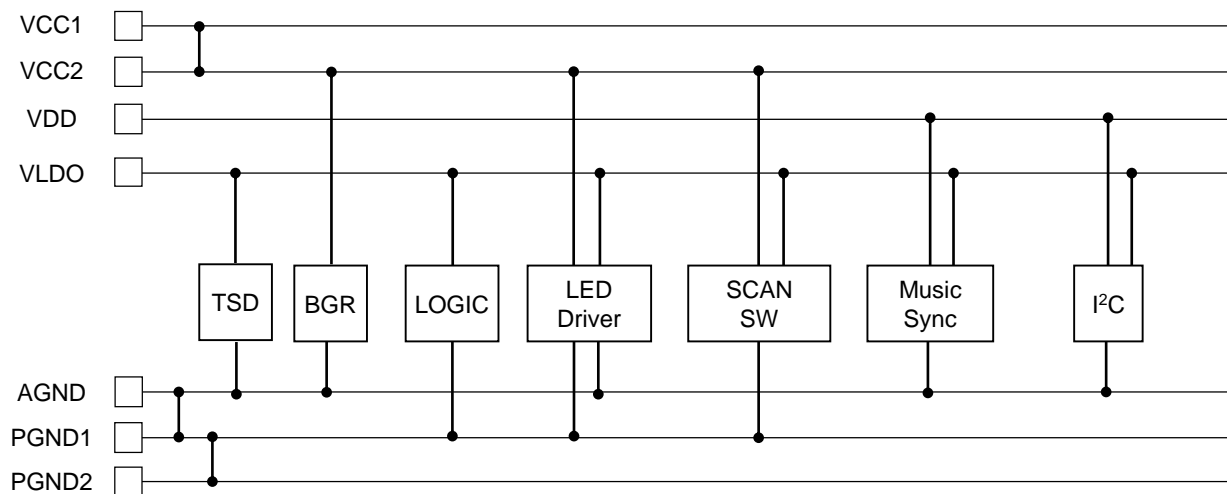 VCC1
VCC2
VDD
VLDO
TSD
BGR
LOGIC
LED
Driver
SCAN
SW
Music
Sync
I²C
AGND
PGND1
PGND2